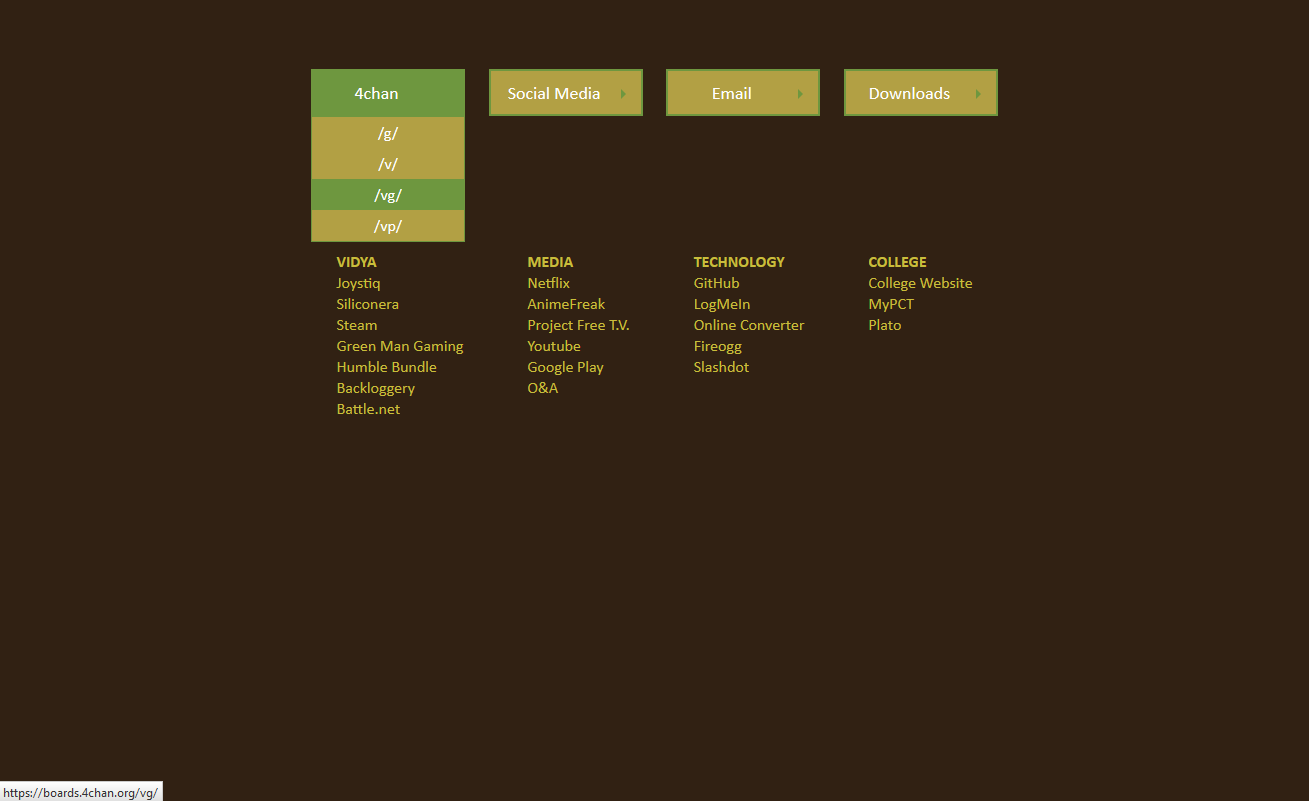 4chan
Social Media
Email
Downloads
/g/
/v/
/vg/
/vp/
VIDYA
Joystiq
Siliconera
Steam
Green Man Gaming
Humble Bundle
Backloggery
Battle.net
MEDIA
Netflix
AnimeFreak
Project Free T.V.
Youtube
Google Play
O&A
TECHNOLOGY
GitHub
LogMeIn
Online Converter
Fireogg
Slashdot
COLLEGE
College Website
MyPCT
Plato
https://boards.4chan.org/vg/